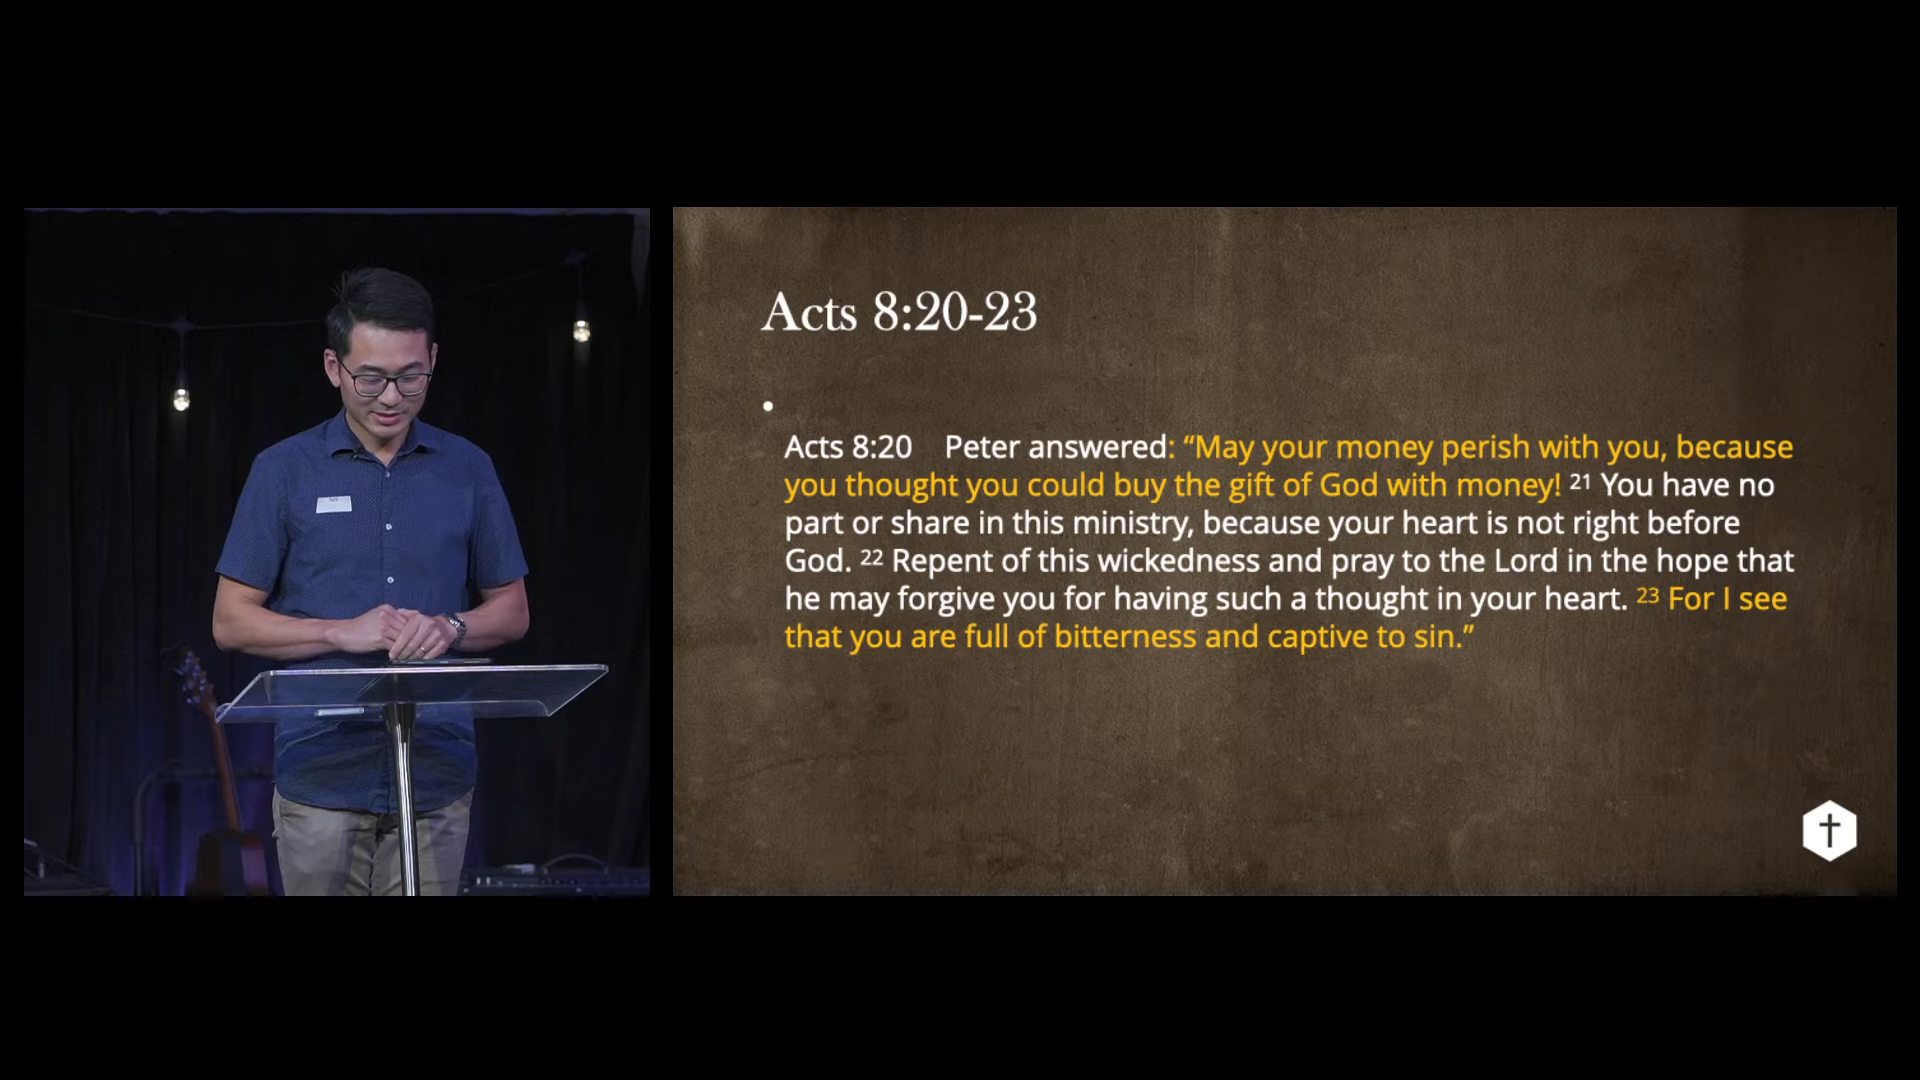 Acts 8:20-23
Acts 8:20 Peter answered: “May your money perish with you, because
you thought you could buy the gift of God with money! 21 You have no
part or share in this ministry, because your heart is not right before
God. 22 Repent of this wickedness and pray to the Lord in the hope that
he may forgive you for having such a thought in your heart. 23 For I see
that you are full of bitterness and captive to sin.”